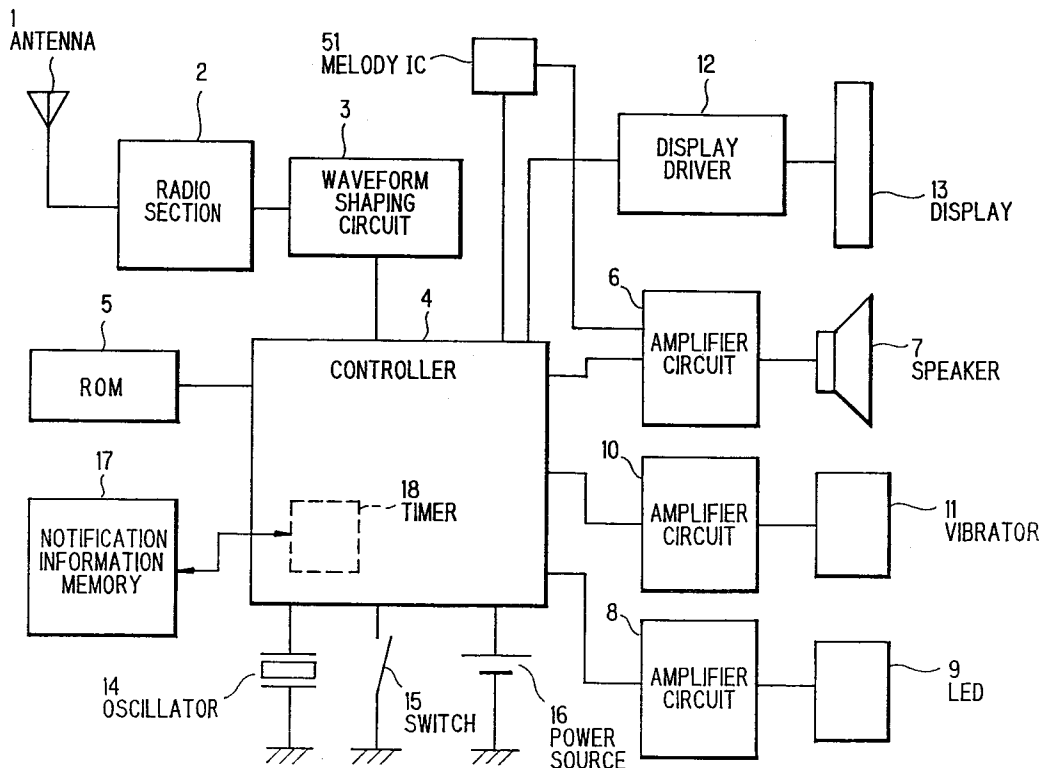 1
ANTENNA
2
RADIO
SECTION
3
WAVEFORM
SHAPING
CIRCUIT
51
MELODY IC
12
DISPLAY
DRIVER
13
DISPLAY
5
ROM
4
CONTROLLER
6
AMPLIFIER
CIRCUIT
7
SPEAKER
17
NOTIFICATION
INFORMATION
MEMORY
18
TIMER
10
AMPLIFIER
CIRCUIT
11
VIBRATOR
14
OSCILLATOR
15
SWITCH
16
POWER
SOURCE
8
AMPLIFIER
CIRCUIT
9
LED